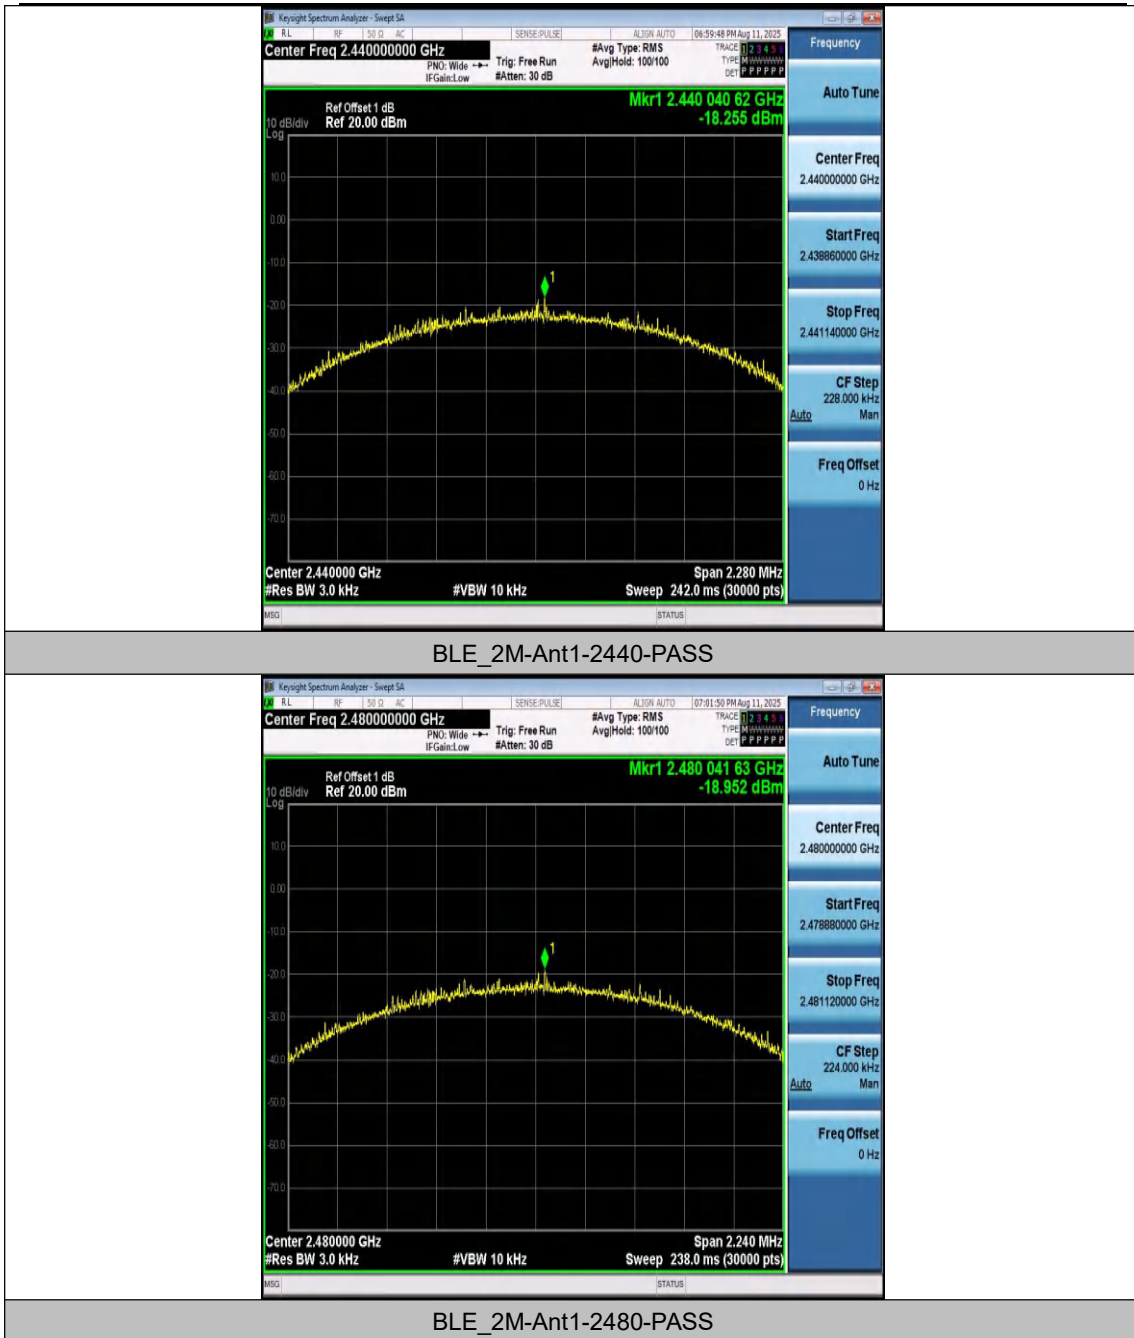 Keysight Spectrum Analyzer - Swept SA
RL RF 50 Ω AC SENSE:PULSE ALIGN AUTO 06:59:48 PM Aug 11, 2025
Center Freq 2.440000000 GHz
PNO: Wide
IFGain:Low
Trig: Free Run
#Atten: 30 dB
#Avg Type: RMS
Avg|Hold: 100/100
TRACE 1 2 3 4 5 6
TYPE M WWWWW
DET P P P P P P
Ref Offset 1 dB
10 dB/div Ref 20.00 dBm
Log
Mkr1 2.440 040 62 GHz
-18.255 dBm
10.0
0.00
-10.0
-20.0
-30.0
-40.0
-50.0
-60.0
-70.0
1
Center 2.440000 GHz Span 2.280 MHz
#Res BW 3.0 kHz #VBW 10 kHz Sweep 242.0 ms (30000 pts)
MSG STATUS
Frequency
Auto Tune
Center Freq
2.440000000 GHz
Start Freq
2.438860000 GHz
Stop Freq
2.441140000 GHz
CF Step
228.000 kHz
Auto Man
Freq Offset
0 Hz
BLE_2M-Ant1-2440-PASS
Keysight Spectrum Analyzer - Swept SA
RL RF 50 Ω AC SENSE:PULSE ALIGN AUTO 07:01:50 PM Aug 11, 2025
Center Freq 2.480000000 GHz
PNO: Wide
IFGain:Low
Trig: Free Run
#Atten: 30 dB
#Avg Type: RMS
Avg|Hold: 100/100
TRACE 1 2 3 4 5 6
TYPE M WWWWW
DET P P P P P P
Ref Offset 1 dB
10 dB/div Ref 20.00 dBm
Log
Mkr1 2.480 041 63 GHz
-18.952 dBm
10.0
0.00
-10.0
-20.0
-30.0
-40.0
-50.0
-60.0
-70.0
1
Center 2.480000 GHz Span 2.240 MHz
#Res BW 3.0 kHz #VBW 10 kHz Sweep 238.0 ms (30000 pts)
MSG STATUS
Frequency
Auto Tune
Center Freq
2.480000000 GHz
Start Freq
2.478880000 GHz
Stop Freq
2.481120000 GHz
CF Step
224.000 kHz
Auto Man
Freq Offset
0 Hz
BLE_2M-Ant1-2480-PASS